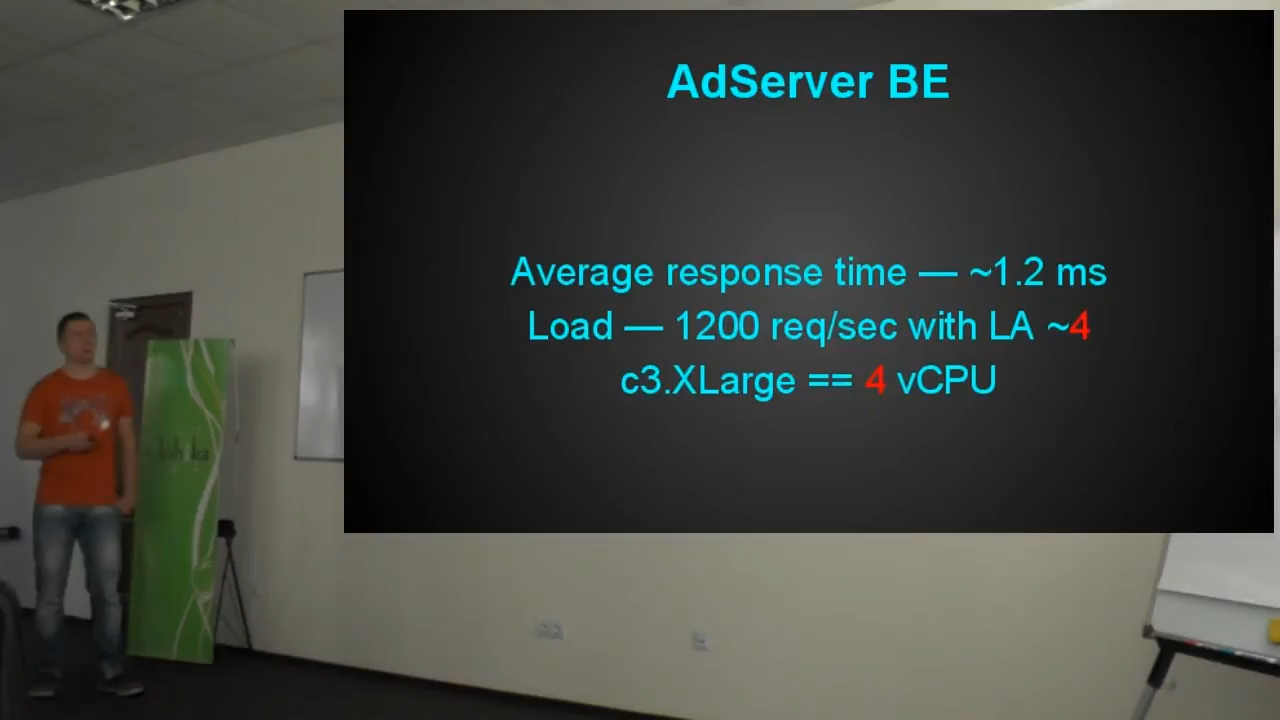 AdServer BE
Average response time — ~1.2 ms
Load — 1200 req/sec with LA ~4
c3.XLarge == 4 vCPU